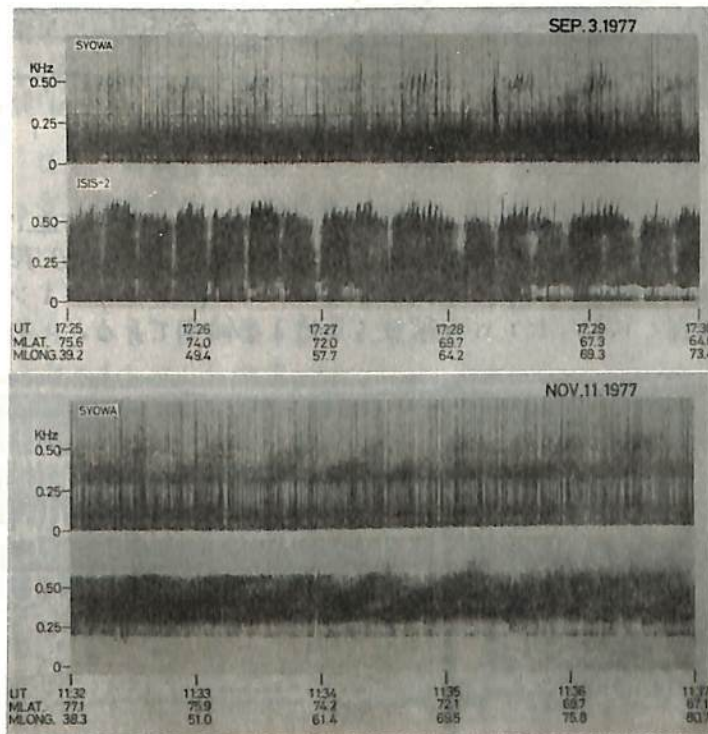 SEP. 3.1977
SYOWA
KHz
0.50
0.25
0
ISIS-2
0.50
0.25
0
UT 17:25 17:26 17:27 17:28 17:29
MLAT. 75.6 74.0 72.0 69.7 67.3
MLONG. 39.2 49.4 57.7 64.2 69.3
NOV. 11.1977
SYOWA
KHz
0.50
0.25
0
0.50
0.25
0
UT 11:32 11:33 11:34 11:35 11:36 11:37
MLAT. 77.1 75.9 74.2 72.1 69.7 67.1
MLONG. 38.3 51.0 61.4 69.5 75.8